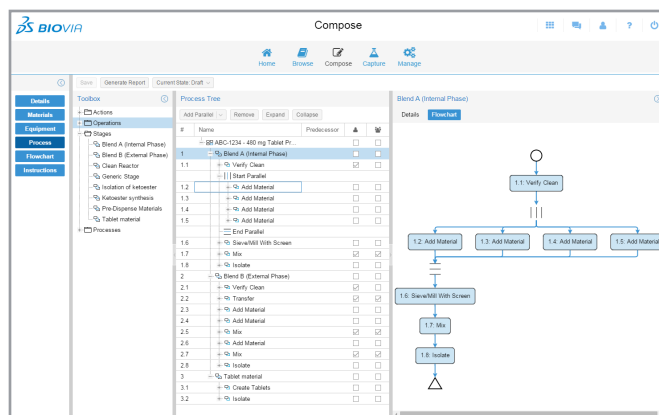 BIOVIA
Compose
?
Home
Browse
Compose
Capture
Manage
Save
Generate Report
Current State: Draft
Details
Materials
Equipment
Process
Flowchart
Instructions
Toolbox
Actions
Operations
Stages
Blend A (Internal Phase)
Blend B (External Phase)
Clean Reactor
Generic Stage
Isolation of ketoester
Ketoester synthesis
Pre-Dispense Materials
Tablet material
Processes
Process Tree
Add Parallel
Remove
Expand
Collapse
# Name Predecessor
ABC-1234 - 480 mg Tablet Pr...
1 Blend A (Internal Phase)
1.1 Verify Clean
Start Parallel
1.2 Add Material
1.3 Add Material
1.4 Add Material
1.5 Add Material
End Parallel
1.6 Sieve/Mill With Screen
1.7 Mix
1.8 Isolate
2 Blend B (External Phase)
2.1 Verify Clean
2.2 Transfer
2.3 Add Material
2.4 Add Material
2.5 Mix
2.6 Add Material
2.7 Mix
2.8 Isolate
3 Tablet material
3.1 Create Tablets
3.2 Isolate
Blend A (Internal Phase)
Details
Flowchart
1.1: Verify Clean
1.2: Add Material
1.3: Add Material
1.4: Add Material
1.5: Add Material
1.6: Sieve/Mill With Screen
1.7: Mix
1.8: Isolate